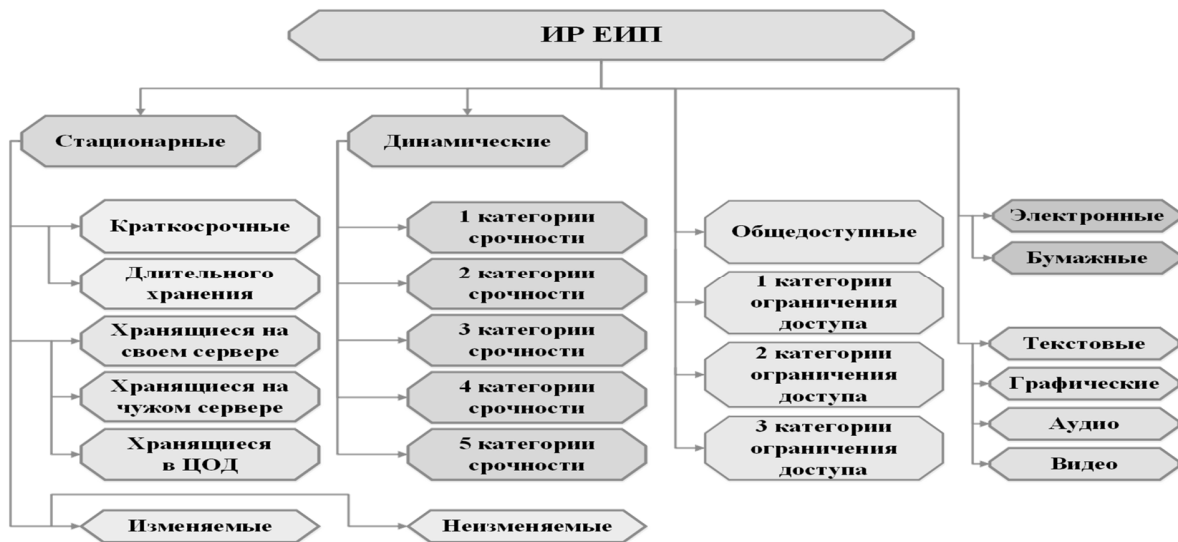 ИР ЕИП
Стационарные
Динамические
Краткосрочные
Длительного
хранения
Хранящиеся на
своем сервере
Хранящиеся на
чужом сервере
Хранящиеся
в ЦОД
Изменяемые
Неизменяемые
1 категории
срочности
2 категории
срочности
3 категории
срочности
4 категории
срочности
5 категории
срочности
Общедоступные
1 категории
ограничения
доступа
2 категории
ограничения
доступа
3 категории
ограничения
доступа
Электронные
Бумажные
Текстовые
Графические
Аудио
Видео